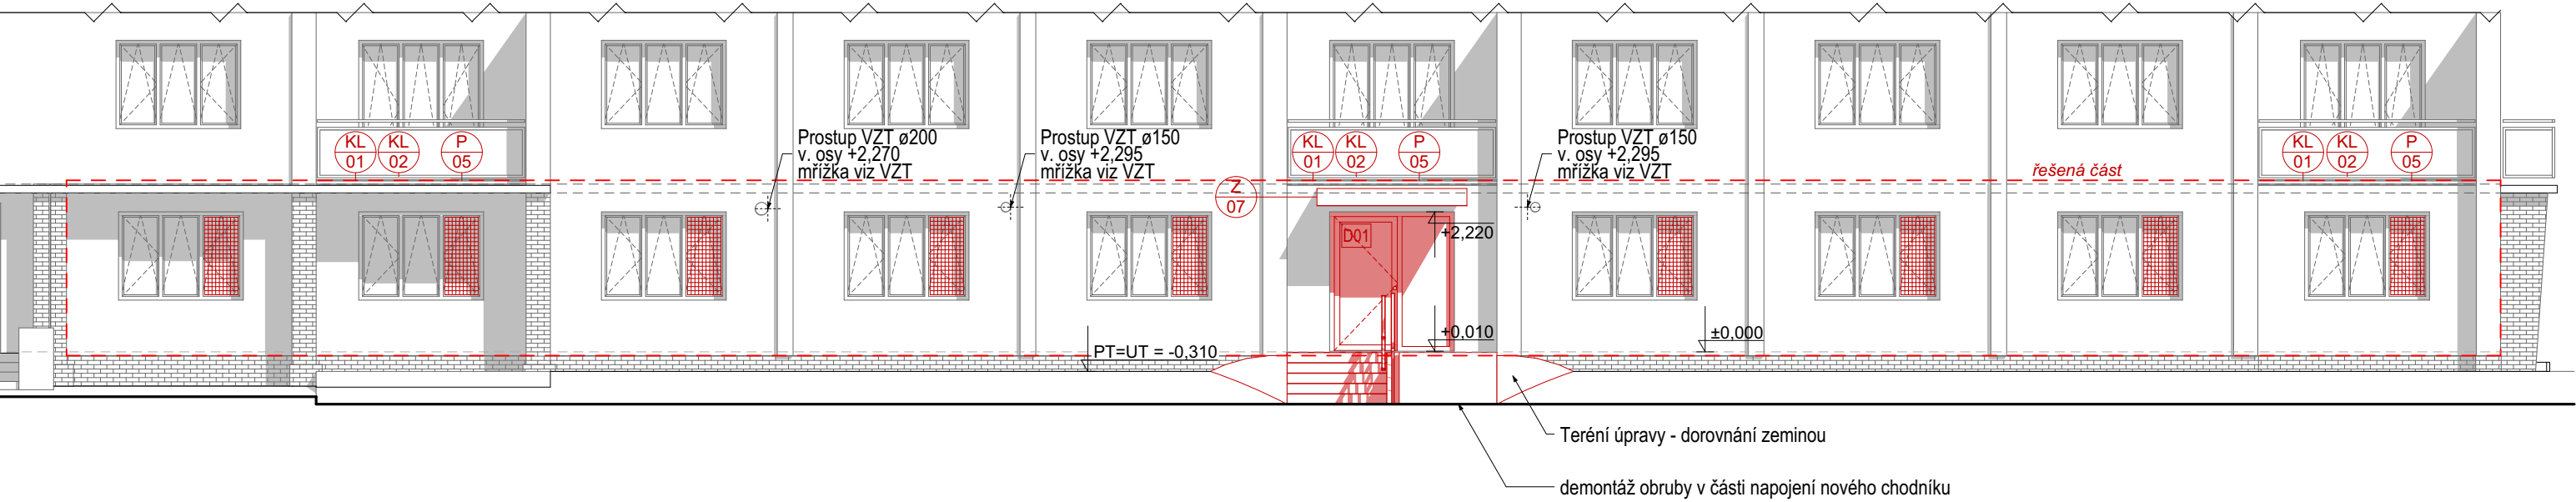 Prostup VZT ø200
v. osy +2,270
mřížka viz VZT
Prostup VZT ø150
v. osy +2,295
mřížka viz VZT
Prostup VZT ø150
v. osy +2,295
mřížka viz VZT
KL
01
KL
02
P
05
KL
01
KL
02
P
05
KL
01
KL
02
P
05
řešená část
Z
07
D01
+2,220
+0,010
±0,000
PT=UT = -0,310
Terénní úpravy - dorovnání zeminou
demontáž obruby v části napojení nového chodníku